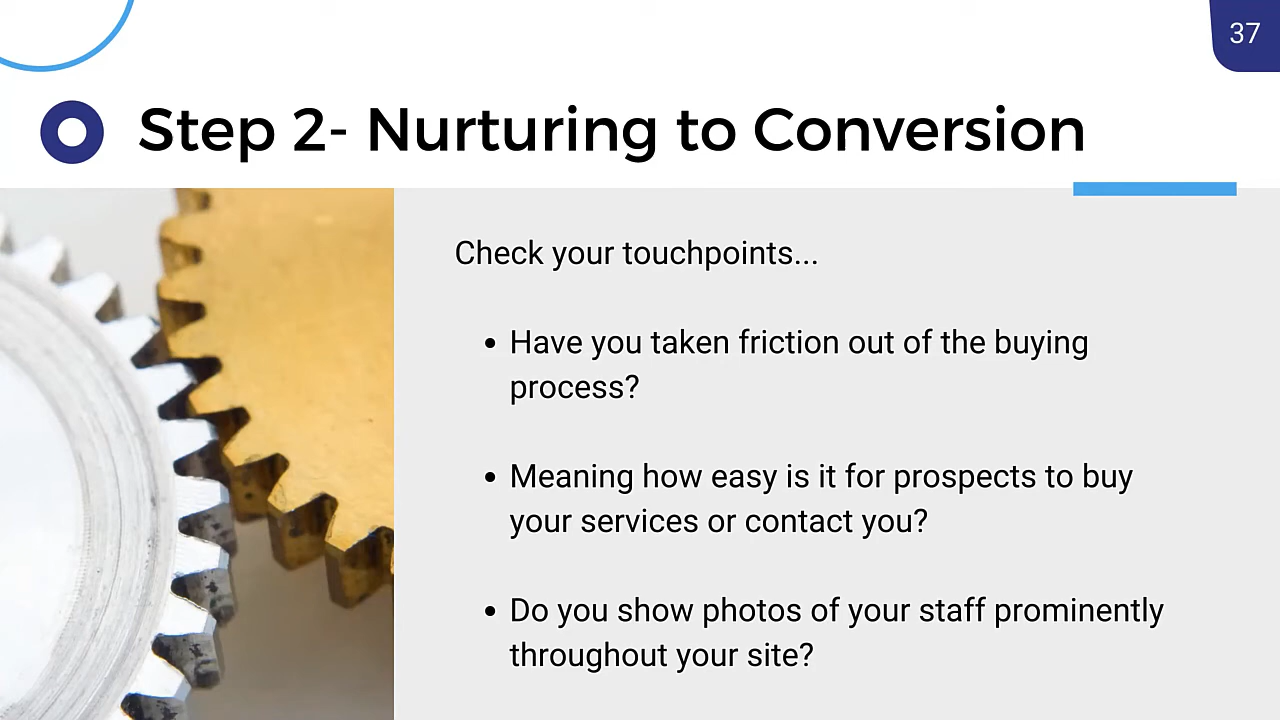 37
Step 2- Nurturing to Conversion
Check your touchpoints...
• Have you taken friction out of the buying
process?
• Meaning how easy is it for prospects to buy
your services or contact you?
• Do you show photos of your staff prominently
throughout your site?